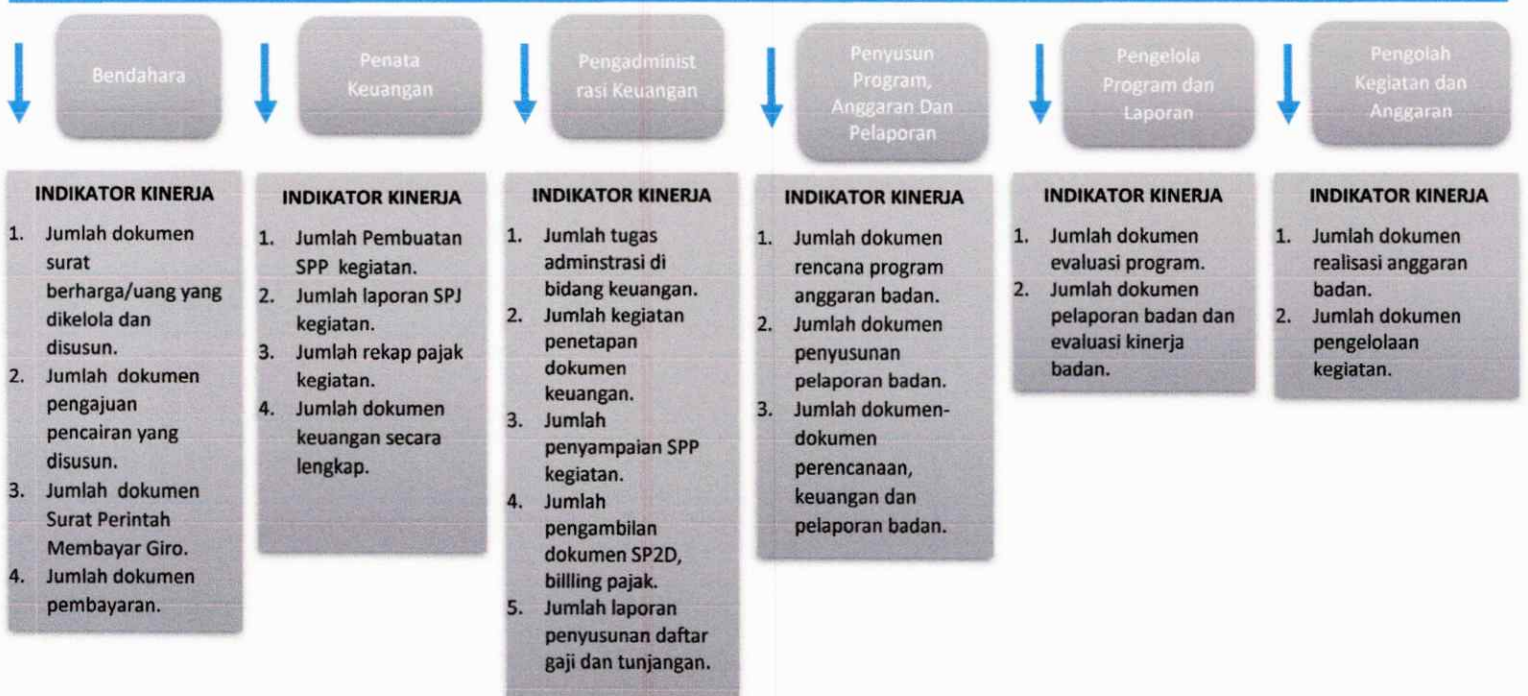 Bendahara
Penata
Keuangan
Pengadminist
rasi Keuangan
Penyusun
Program,
Anggaran Dan
Pelaporan
Pengelola
Program dan
Laporan
Pengolah
Kegiatan dan
Anggaran
INDIKATOR KINERJA
1. Jumlah dokumen
surat
berharga/uang yang
dikelola dan
disusun.
2. Jumlah dokumen
pengajuan
pencairan yang
disusun.
3. Jumlah dokumen
Surat Perintah
Membayar Giro.
4. Jumlah dokumen
pembayaran.
INDIKATOR KINERJA
1. Jumlah Pembuatan
SPP kegiatan.
2. Jumlah laporan SPJ
kegiatan.
3. Jumlah rekap pajak
kegiatan.
4. Jumlah dokumen
keuangan secara
lengkap.
INDIKATOR KINERJA
1. Jumlah tugas
adminstrasi di
bidang keuangan.
2. Jumlah kegiatan
penetapan
dokumen
keuangan.
3. Jumlah
penyampaian SPP
kegiatan.
4. Jumlah
pengambilan
dokumen SP2D,
billling pajak.
5. Jumlah laporan
penyusunan daftar
gaji dan tunjangan.
INDIKATOR KINERJA
1. Jumlah dokumen
rencana program
anggaran badan.
2. Jumlah dokumen
penyusunan
pelaporan badan.
3. Jumlah dokumen-
dokumen
perencanaan,
keuangan dan
pelaporan badan.
INDIKATOR KINERJA
1. Jumlah dokumen
evaluasi program.
2. Jumlah dokumen
pelaporan badan dan
evaluasi kinerja
badan.
INDIKATOR KINERJA
1. Jumlah dokumen
realisasi anggaran
badan.
2. Jumlah dokumen
pengelolaan
kegiatan.